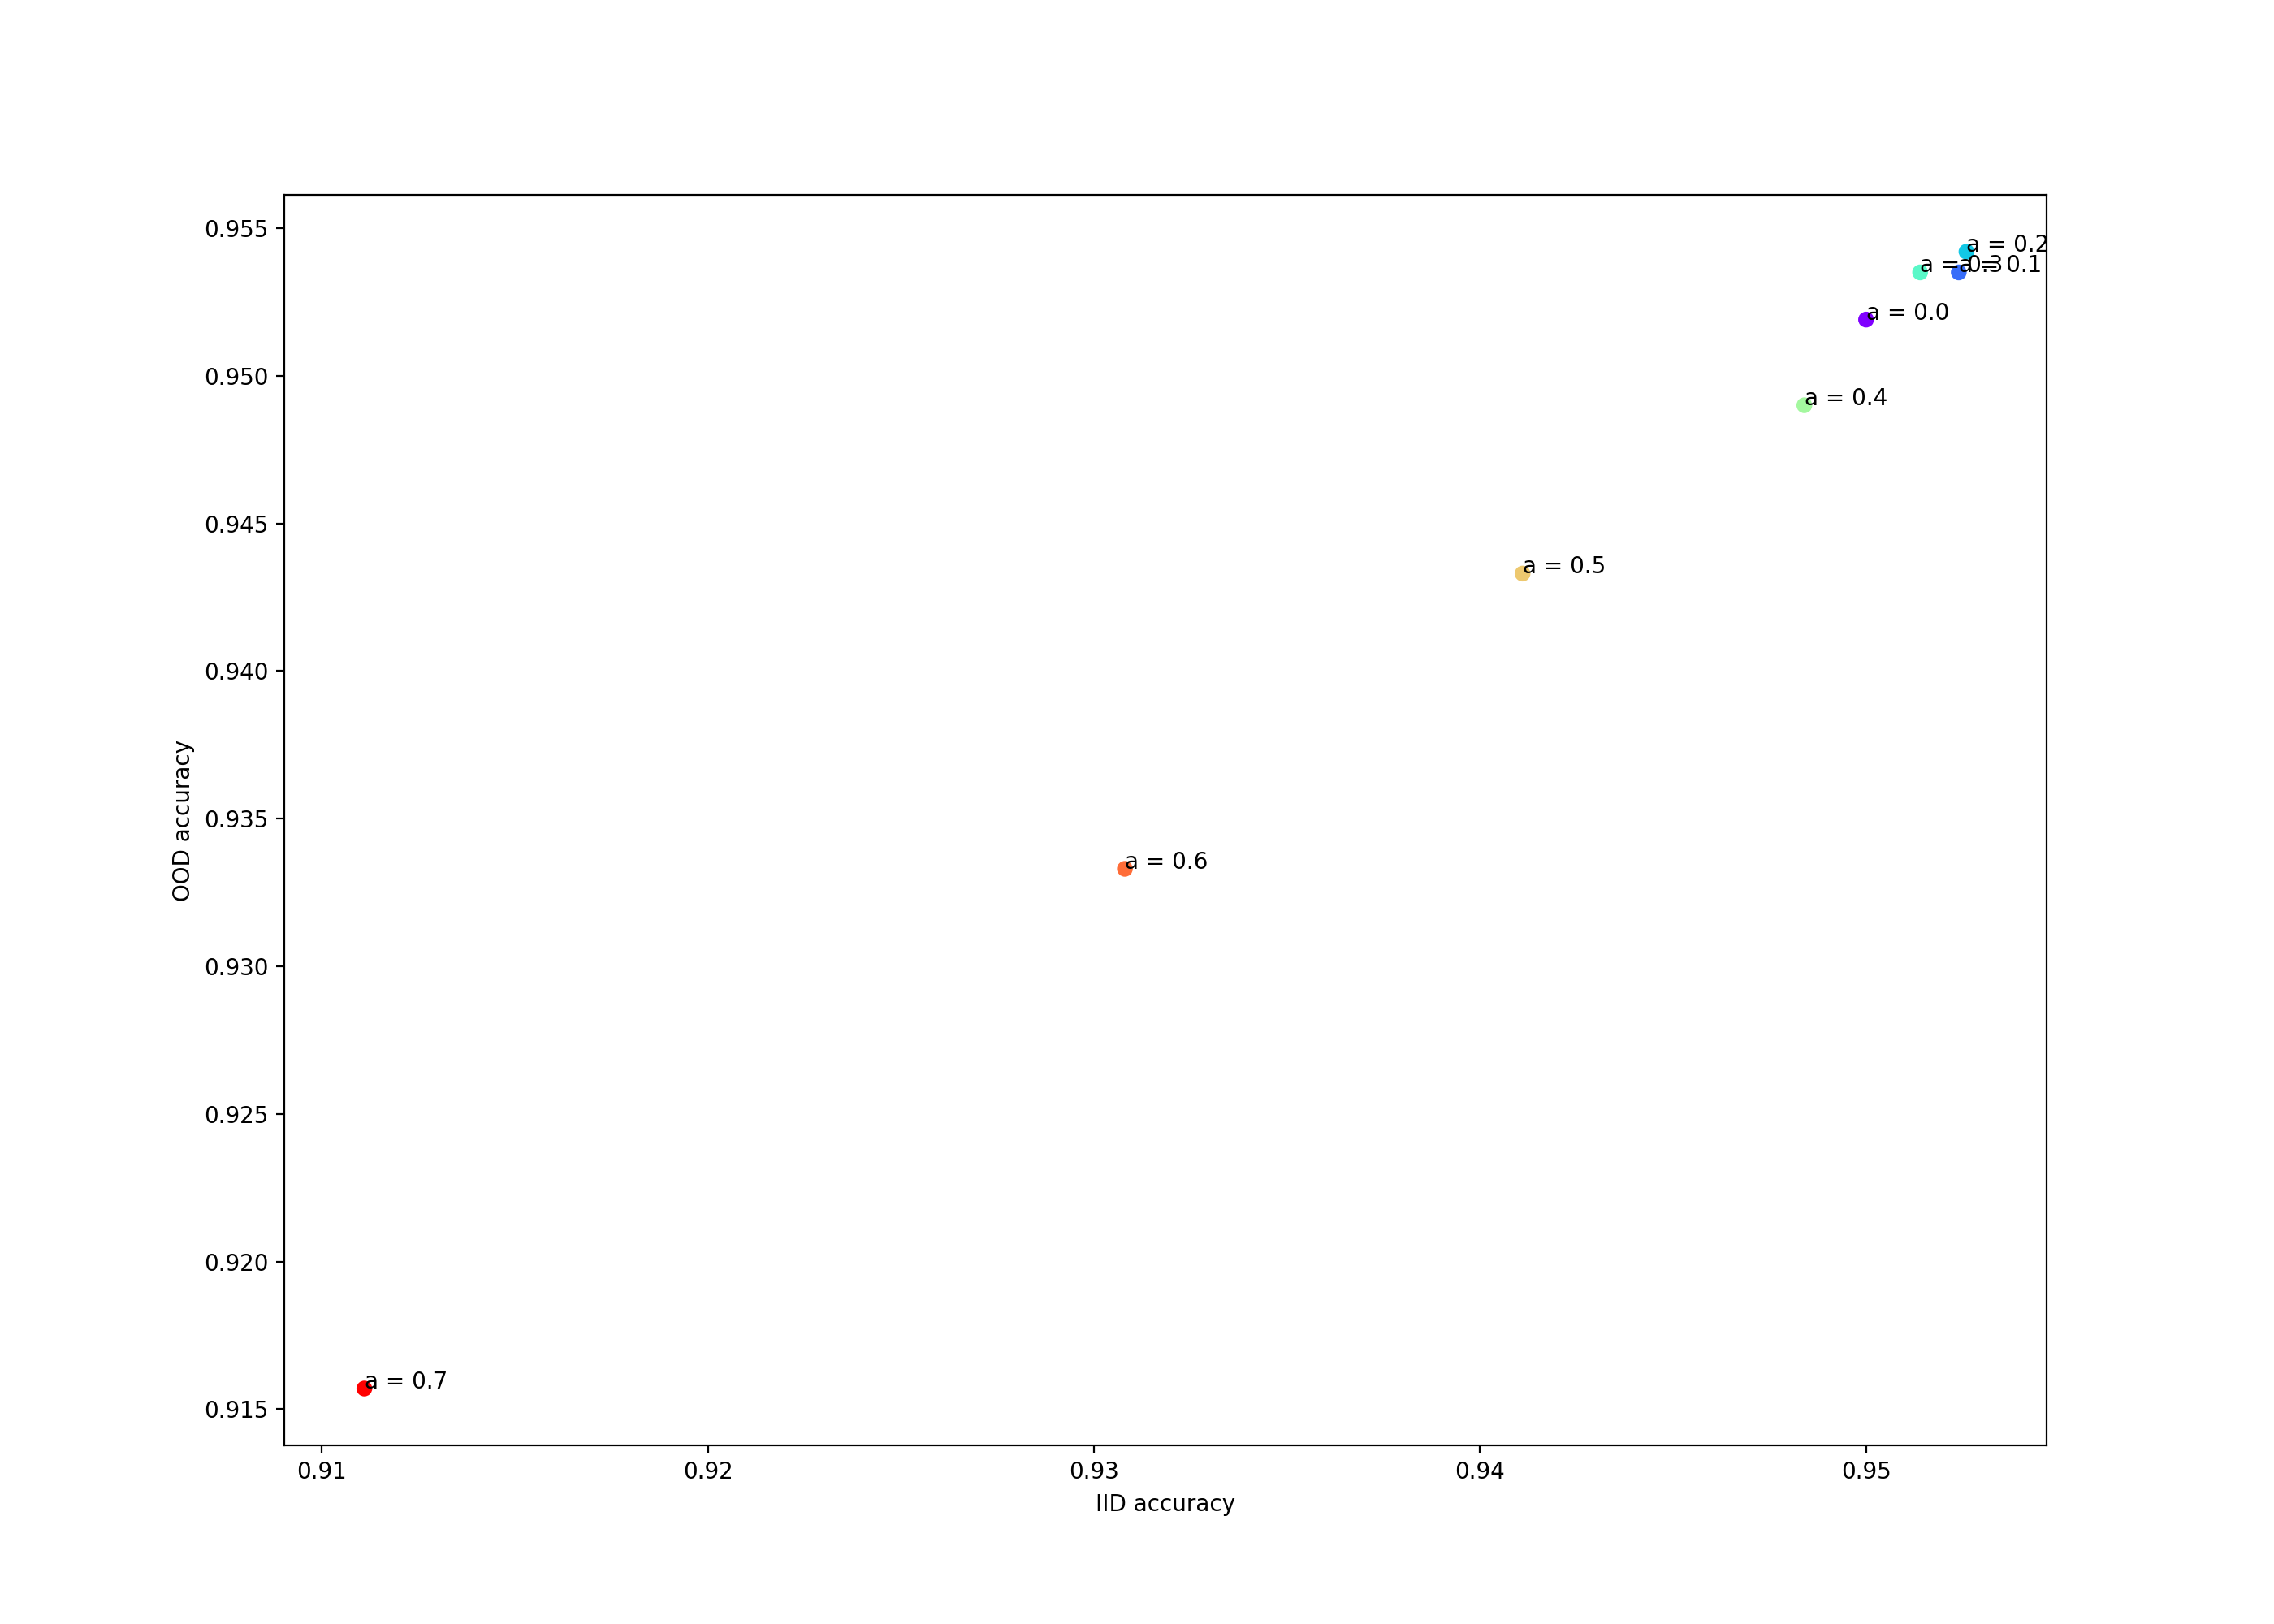 0.955
0.950
0.945
0.940
0.935
0.930
0.925
0.920
0.915
OOD accuracy
a = 0.2
a = 0.3
a = 0.1
a = 0.0
a = 0.4
a = 0.5
a = 0.6
a = 0.7
0.91 0.92 0.93 0.94 0.95
IID accuracy